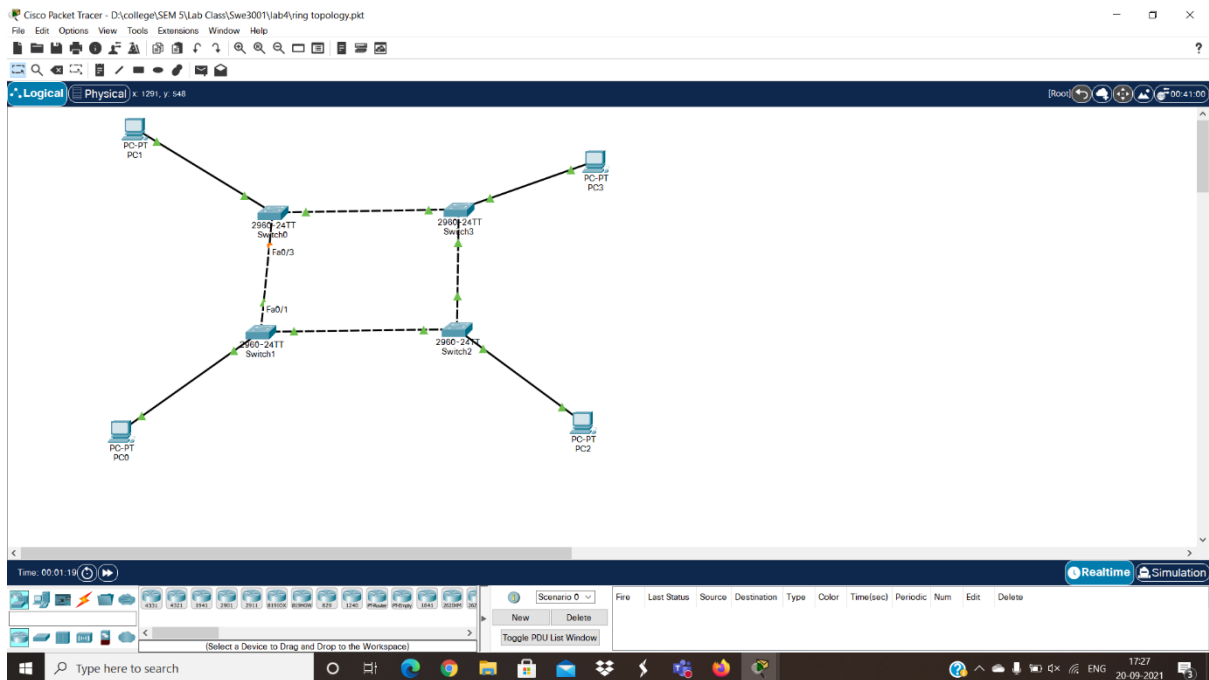 Cisco Packet Tracer - D:\college\SEM 5\Lab Class\Swe3001\lab4\ring topology.pkt
File Edit Options View Tools Extensions Window Help
?
Logical Physical x: 1291, y: 548 [Root] 00:41:00
PC-PT
PC1
PC-PT
PC3
2960-24TT
Switch0
2960-24TT
Switch3
Fa0/3
Fa0/1
2960-24TT
Switch1
2960-24TT
Switch2
PC-PT
PC0
PC-PT
PC2
Time: 00:01:19 Realtime Simulation
4331 4321 1941 2901 2911 819IOX 819HGW 829 1240 PT-Router PT-Empty 1841 2620XM 262
Scenario 0
New Delete
Toggle PDU List Window
Fire Last Status Source Destination Type Color Time(sec) Periodic Num Edit Delete
(Select a Device to Drag and Drop to the Workspace)
Type here to search
ENG
17:27
20-09-2021
3